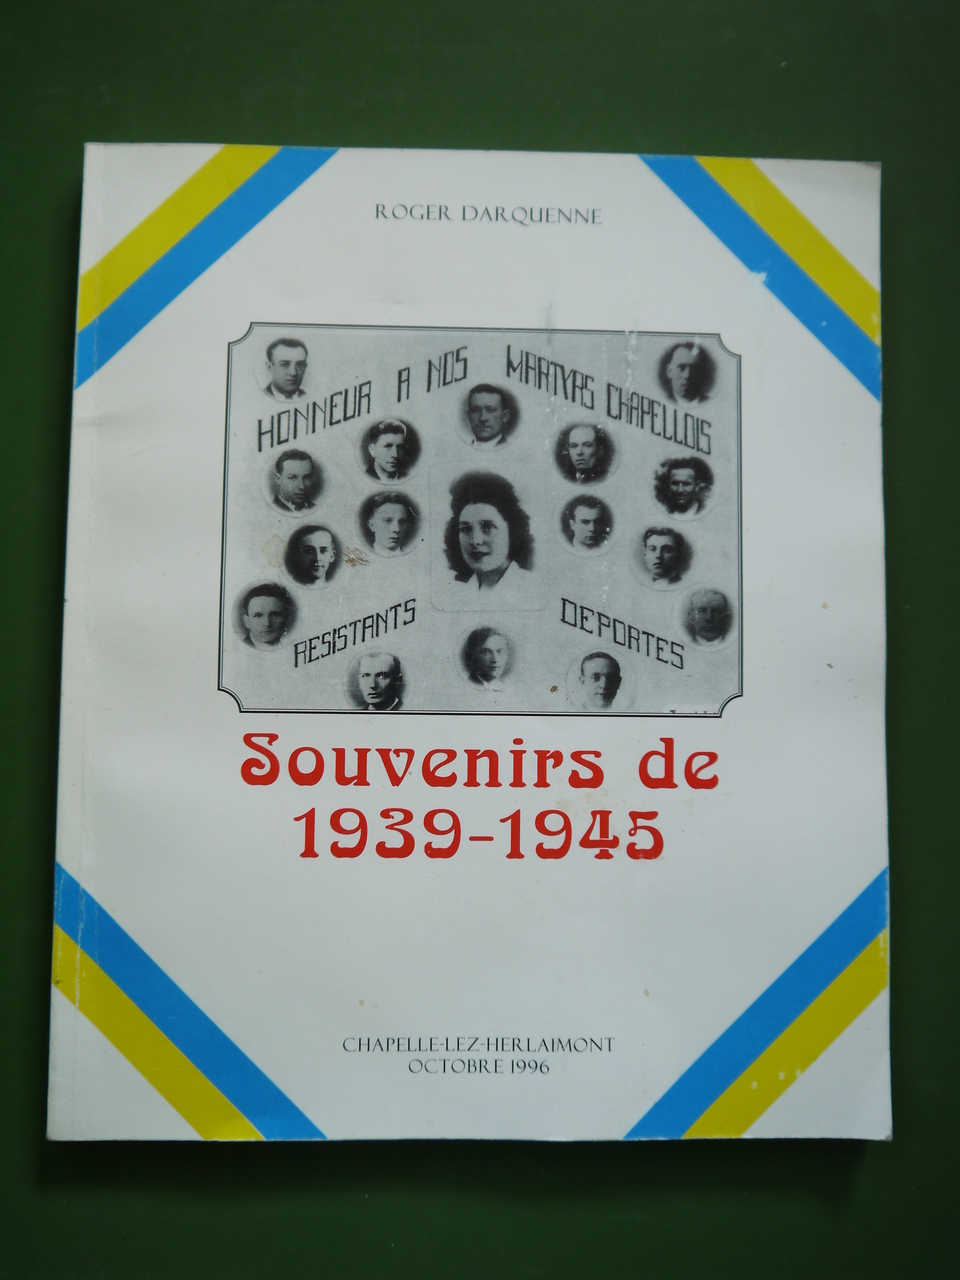 ROGER DARQUENNE
HONNEUR A NOS MARTYRS CHAPELLOIS
RESISTANTS DEPORTES
Souvenirs de
1939-1945
CHAPELLE-LEZ-HERLAIMONT
OCTOBRE 1996